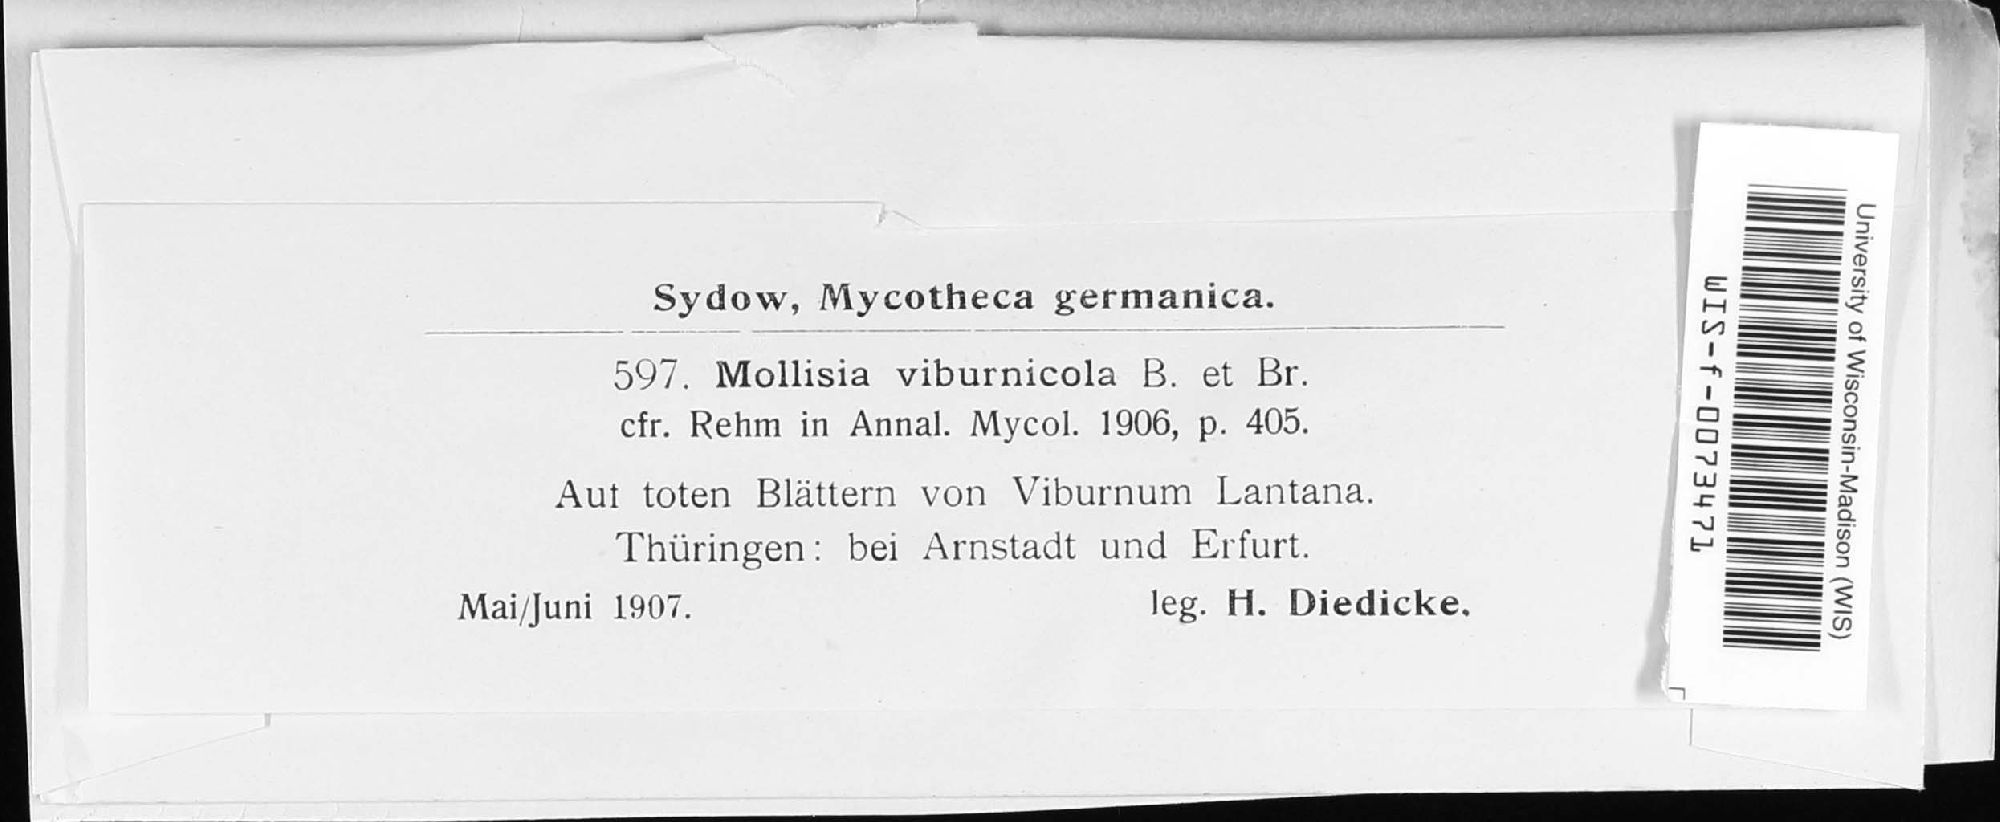 Sydow, Mycotheca germanica.
597. Mollisia viburnicola B. et Br.
cfr. Rehm in Annal. Mycol. 1906, p. 405.
Auf toten Blättern von Viburnum Lantana.
Thüringen: bei Arnstadt und Erfurt.
Mai/Juni 1907. leg. H. Diedicke.
University of Wisconsin-Madison (WIS)
WIS-f-0073471